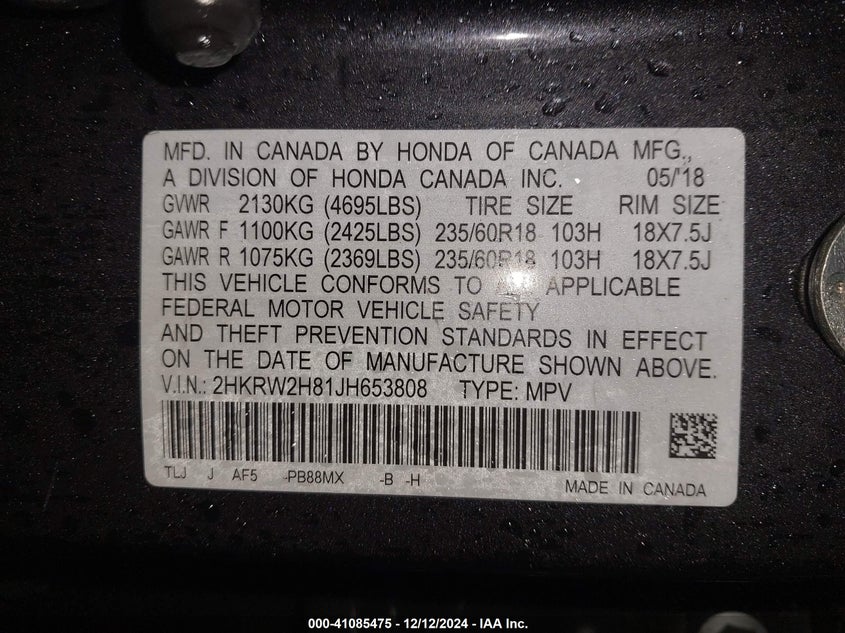 MFD. IN CANADA BY HONDA OF CANADA MFG.,
A DIVISION OF HONDA CANADA INC. 05/'18
GVWR 2130KG (4695LBS) TIRE SIZE RIM SIZE
GAWR F 1100KG (2425LBS) 235/60R18 103H 18X7.5J
GAWR R 1075KG (2369LBS) 235/60R18 103H 18X7.5J
THIS VEHICLE CONFORMS TO ALL APPLICABLE
FEDERAL MOTOR VEHICLE SAFETY
AND THEFT PREVENTION STANDARDS IN EFFECT
ON THE DATE OF MANUFACTURE SHOWN ABOVE.
V.I.N.: 2HKRW2H81JH653808 TYPE: MPV
TLJ J AF5 -PB88MX -B -H
MADE IN CANADA
000-41085475 - 12/12/2024 - IAA Inc.